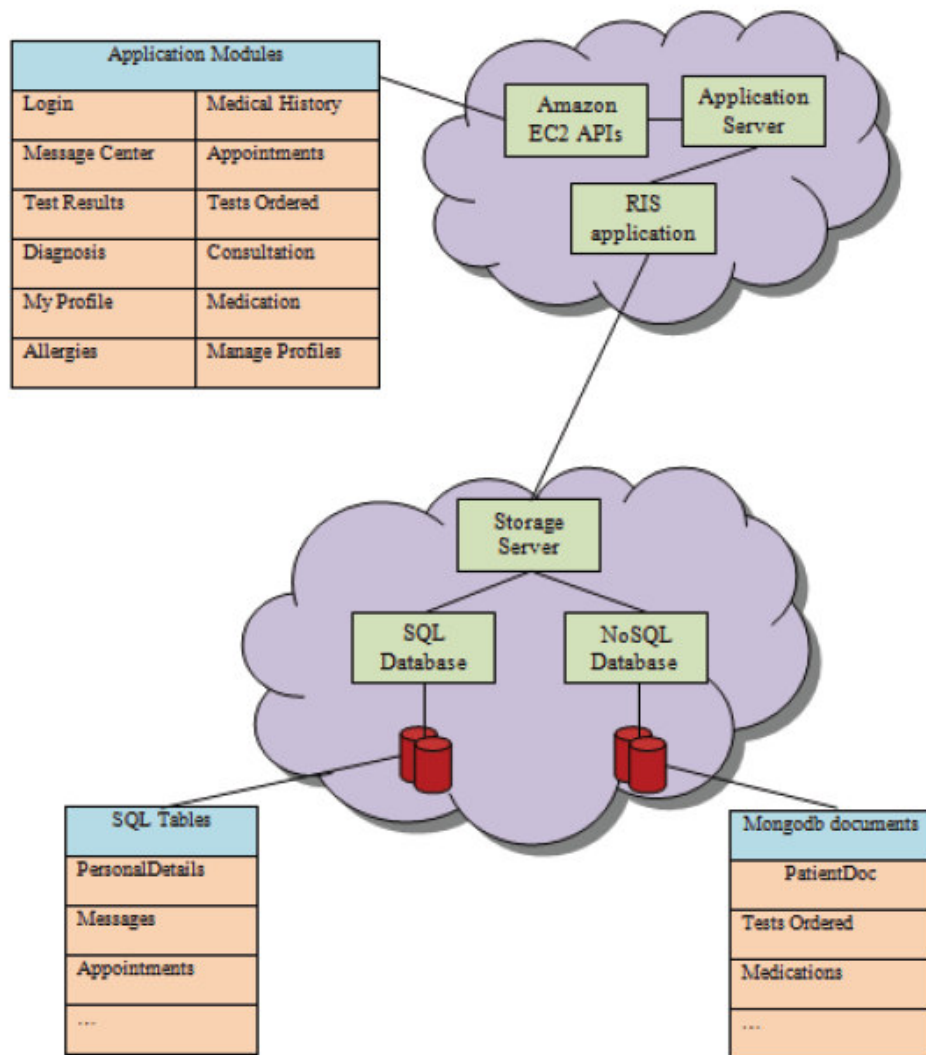 Application Modules
Login
Medical History
Message Center
Appointments
Test Results
Tests Ordered
Diagnosis
Consultation
My Profile
Medication
Allergies
Manage Profiles
Amazon
EC2 APIs
Application
Server
RIS
application
Storage
Server
SQL
Database
NoSQL
Database
SQL Tables
PersonalDetails
Messages
Appointments
...
Mongodb documents
PatientDoc
Tests Ordered
Medications
...